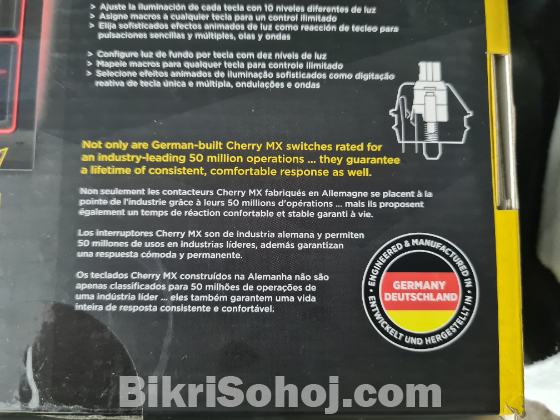 > Ajuste la iluminación de cada tecla con 10 niveles diferentes de luz
> Asigne macros a cualquier tecla para un control ilimitado
> Elija sofisticados efectos animados de luz como reacción de tecleo para
pulsaciones sencillas y múltiples, olas y ondas
> Configure luz de fundo por tecla com dez níveis de luz
> Mapele macros para qualquer tecla para controle ilimitado
> Selecione efeitos animados de iluminação sofisticados como digitação
reativa de tecla única e múltipla, ondulações e ondas
Not only are German-built Cherry MX switches rated for
an industry-leading 50 million operations ... they guarantee
a lifetime of consistent, comfortable response as well.
Non seulement les contacteurs Cherry MX fabriqués en Allemagne se placent à la
pointe de l'industrie grâce à leurs 50 millions d'opérations ... mais ils proposent
également un temps de réaction confortable et stable garanti à vie.
Los interruptores Cherry MX son de industria alemana y permiten
50 millones de usos en industrias líderes, además garantizan
una respuesta cómoda y permanente.
Os teclados Cherry MX construídos na Alemanha não são
apenas classificados para 50 milhões de operações de
uma indústria líder ... eles também garantem uma vida
inteira de resposta consistente e confortável.
ENGINEERED & MANUFACTURED IN
GERMANY
DEUTSCHLAND
ENTWICKELT UND HERGESTELLT IN
BikriSohoj.com